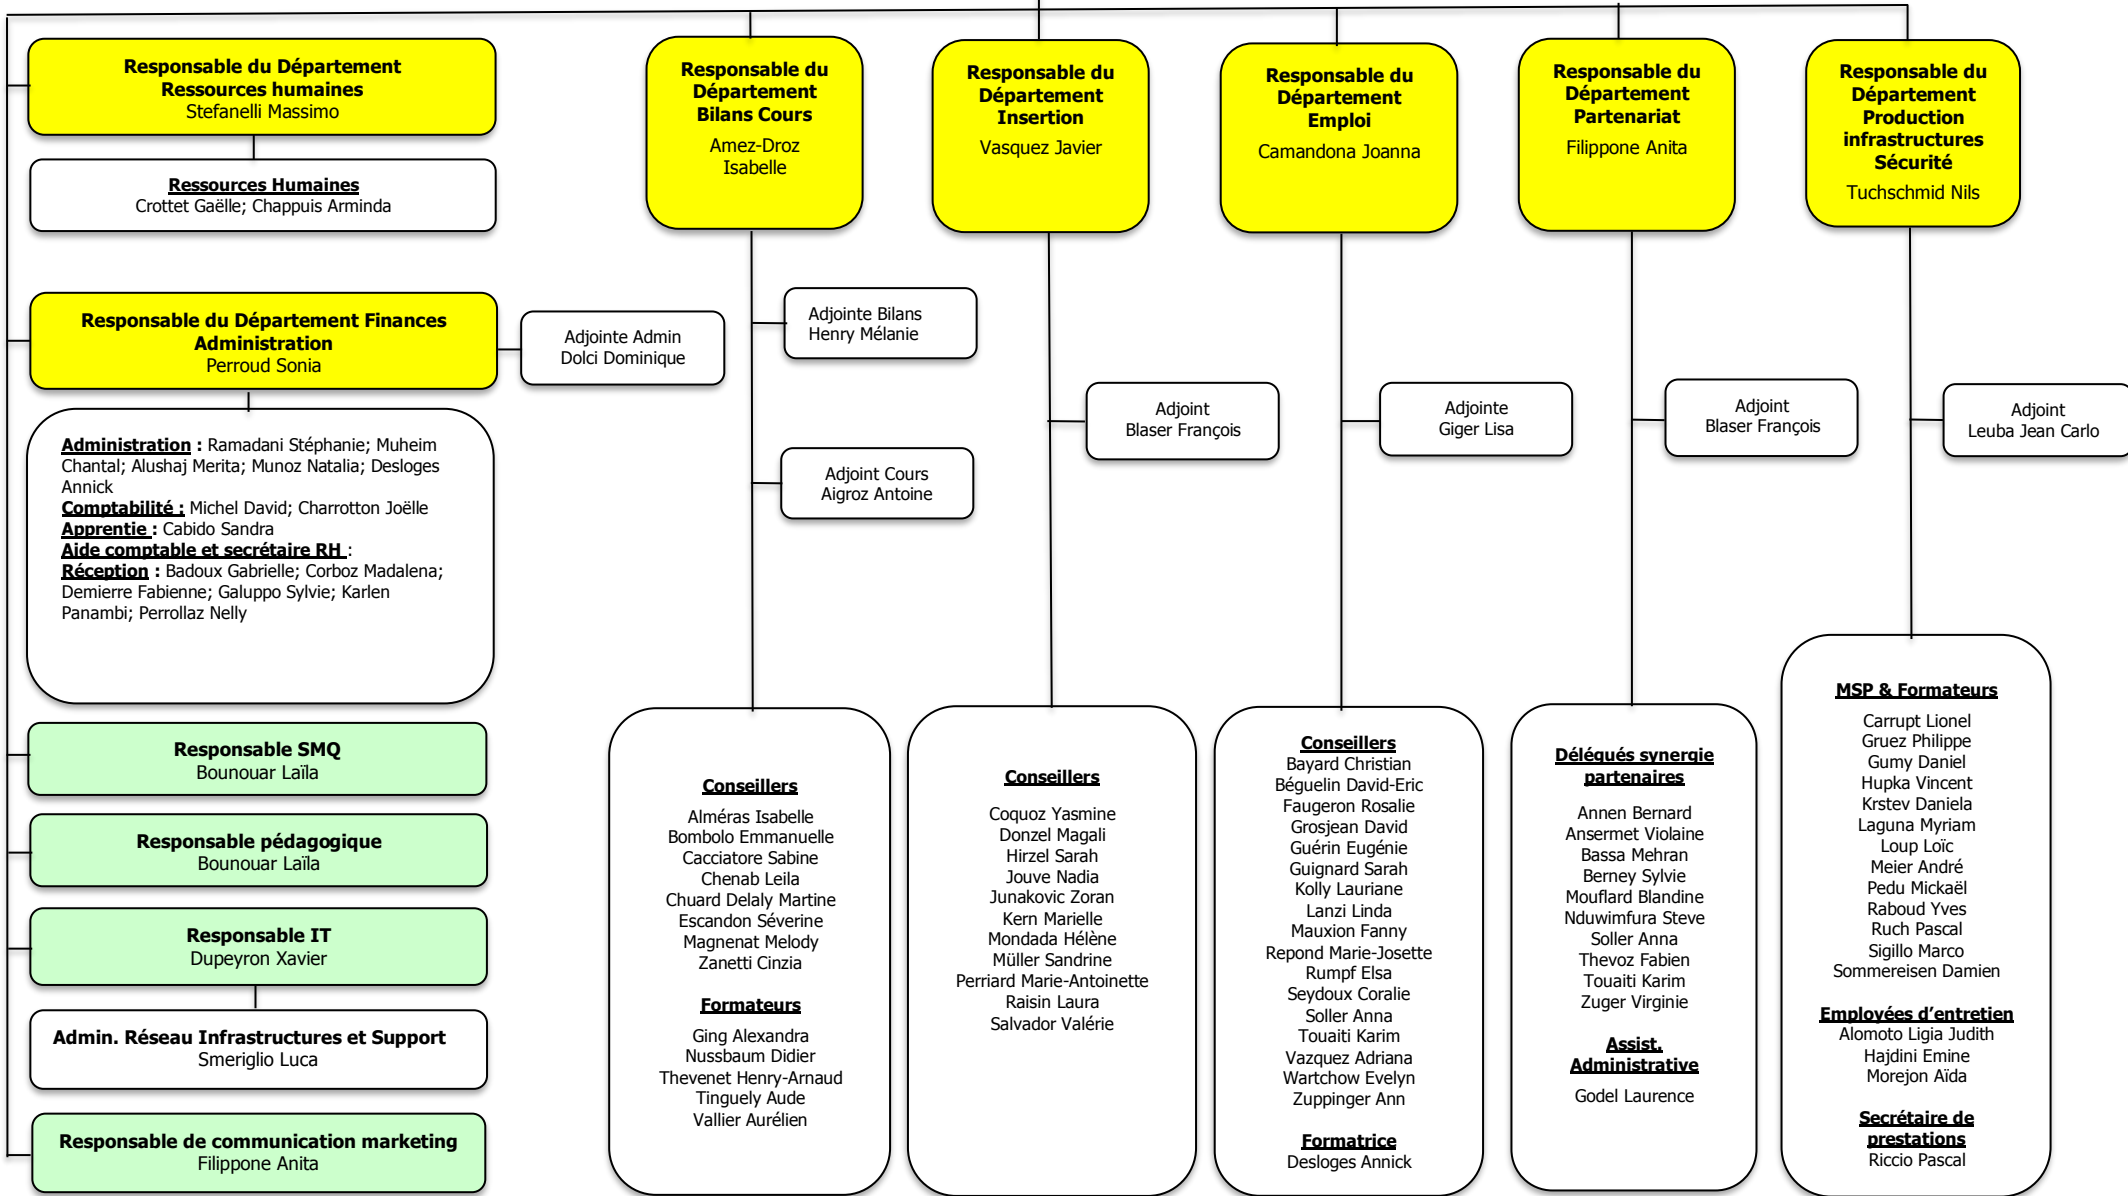 Responsable du Département
Ressources humaines
Stefanelli Massimo
Ressources Humaines
Crottet Gaëlle; Chappuis Arminda
Responsable du Département Finances
Administration
Perroud Sonia
Adjointe Admin
Dolci Dominique
Administration : Ramadani Stéphanie; Muheim
Chantal; Alushaj Merita; Munoz Natalia; Desloges
Annick
Comptabilité : Michel David; Charrotton Joëlle
Apprentie : Cabido Sandra
Aide comptable et secrétaire RH :
Réception : Badoux Gabrielle; Corboz Madalena;
Demierre Fabienne; Galuppo Sylvie; Karlen
Panambi; Perrollaz Nelly
Responsable SMQ
Bounouar Laïla
Responsable pédagogique
Bounouar Laïla
Responsable IT
Dupeyron Xavier
Admin. Réseau Infrastructures et Support
Smeriglio Luca
Responsable de communication marketing
Filippone Anita
Responsable du
Département
Bilans Cours
Amez-Droz
Isabelle
Adjointe Bilans
Henry Mélanie
Adjoint Cours
Aigroz Antoine
Conseillers
Alméras Isabelle
Bombolo Emmanuelle
Cacciatore Sabine
Chenab Leila
Chuard Delaly Martine
Escandon Séverine
Magnenat Melody
Zanetti Cinzia
Formateurs
Ging Alexandra
Nussbaum Didier
Thevenet Henry-Arnaud
Tinguely Aude
Vallier Aurélien
Responsable du
Département
Insertion
Vasquez Javier
Adjoint
Blaser François
Conseillers
Coquoz Yasmine
Donzel Magali
Hirzel Sarah
Jouve Nadia
Junakovic Zoran
Kern Marielle
Mondada Hélène
Müller Sandrine
Perriard Marie-Antoinette
Raisin Laura
Salvador Valérie
Responsable du
Département
Emploi
Camandona Joanna
Adjointe
Giger Lisa
Conseillers
Bayard Christian
Béguelin David-Eric
Faugeron Rosalie
Grosjean David
Guérin Eugénie
Guignard Sarah
Kolly Lauriane
Lanzi Linda
Mauxion Fanny
Repond Marie-Josette
Rumpf Elsa
Seydoux Coralie
Soller Anna
Touaiti Karim
Vazquez Adriana
Wartchow Evelyn
Zuppinger Ann
Formatrice
Desloges Annick
Responsable du
Département
Partenariat
Filippone Anita
Adjoint
Blaser François
Délégués synergie
partenaires
Annen Bernard
Ansermet Violaine
Bassa Mehran
Berney Sylvie
Mouflard Blandine
Nduwimfura Steve
Soller Anna
Thevoz Fabien
Touaiti Karim
Zuger Virginie
Assist.
Administrative
Godel Laurence
Responsable du
Département
Production
infrastructures
Sécurité
Tuchschmid Nils
Adjoint
Leuba Jean Carlo
MSP & Formateurs
Carrupt Lionel
Gruez Philippe
Gumy Daniel
Hupka Vincent
Krstev Daniela
Laguna Myriam
Loup Loïc
Meier André
Pedu Mickaël
Raboud Yves
Ruch Pascal
Sigillo Marco
Sommereisen Damien
Employées d’entretien
Alomoto Ligia Judith
Hajdini Emine
Morejon Aïda
Secrétaire de
prestations
Riccio Pascal